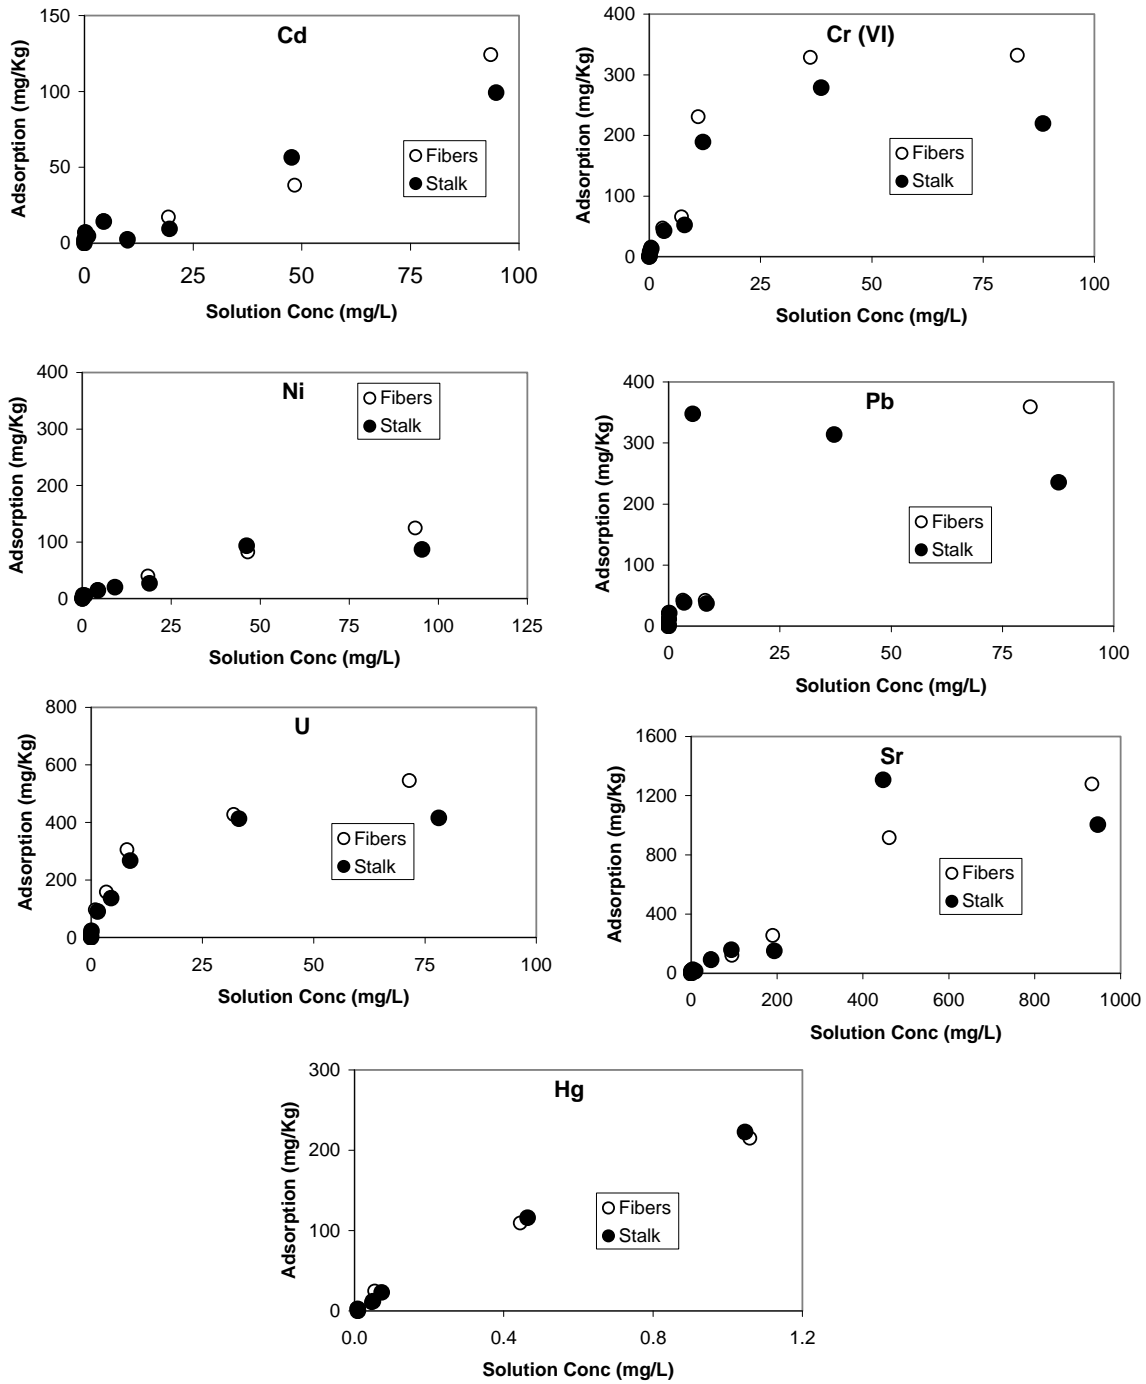 Cd
Adsorption (mg/Kg)
150
100
50
0
Fibers
Stalk
0 25 50 75 100
Solution Conc (mg/L)
Cr (VI)
Adsorption (mg/Kg)
400
300
200
100
0
Fibers
Stalk
0 25 50 75 100
Solution Conc (mg/L)
Ni
Adsorption (mg/Kg)
400
300
200
100
0
Fibers
Stalk
0 25 50 75 100 125
Solution Conc (mg/L)
Pb
Adsorption (mg/Kg)
400
300
200
100
0
Fibers
Stalk
0 25 50 75 100
Solution Conc (mg/L)
U
Adsorption (mg/Kg)
800
600
400
200
0
Fibers
Stalk
0 25 50 75 100
Solution Conc (mg/L)
Sr
Adsorption (mg/Kg)
1600
1200
800
400
0
Fibers
Stalk
0 200 400 600 800 1000
Solution Conc (mg/L)
Hg
Adsorption (mg/Kg)
300
200
100
0
Fibers
Stalk
0.0 0.4 0.8 1.2
Solution Conc (mg/L)